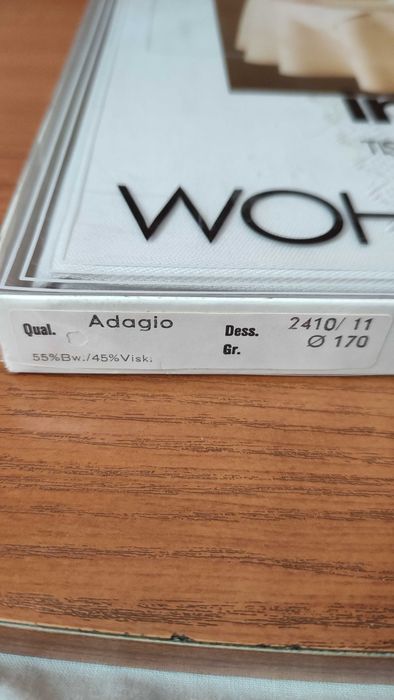 WOH
Qual. Adagio Dess. 2410/ 11
55%Bw./45%Visk. Gr. Ø 170